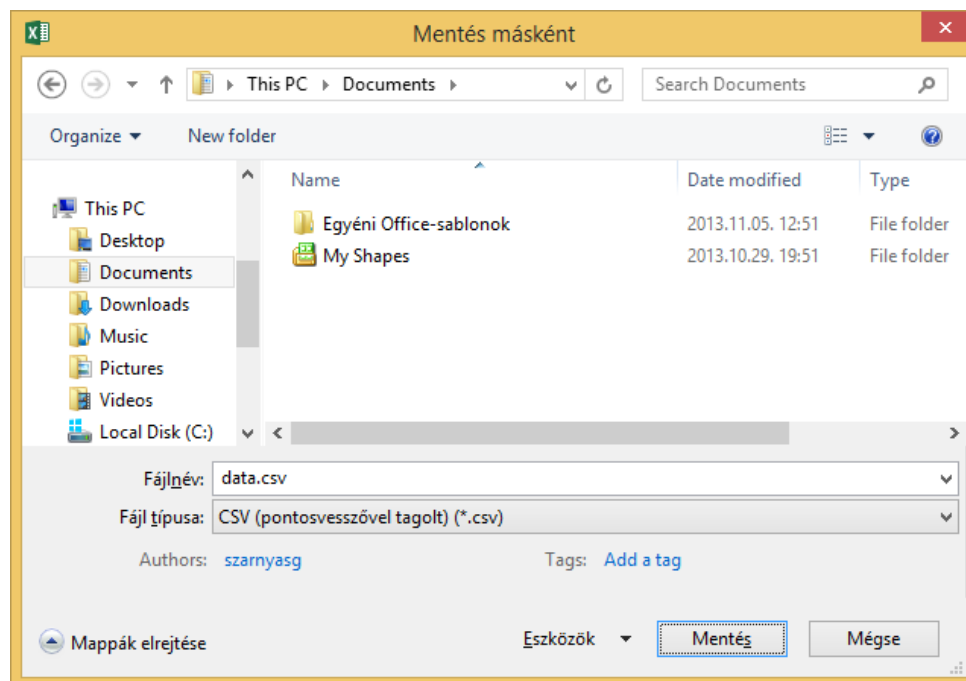 Mentés másként
This PC Documents Search Documents
Organize New folder
Name Date modified Type
This PC
Desktop
Documents
Downloads
Music
Pictures
Videos
Local Disk (C:)
Egyéni Office-sablonok 2013.11.05. 12:51 File folder
My Shapes 2013.10.29. 19:51 File folder
Fájlnév: data.csv
Fájl típusa: CSV (pontosvesszővel tagolt) (*.csv)
Authors: szarnyasg Tags: Add a tag
Mappák elrejtése Eszközök Mentés Mégse